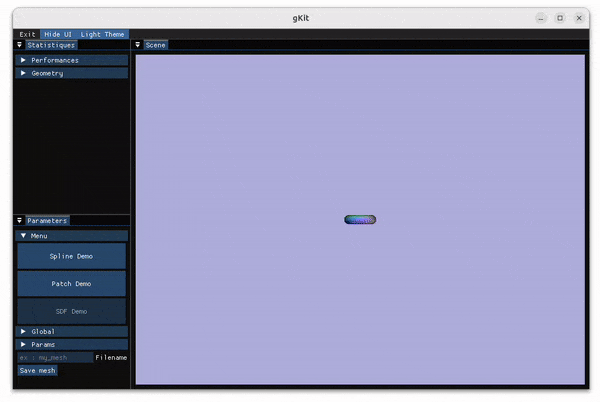 gKit
Exit Hide UI Light Theme
Statistiques
Scene
Performances
Geometry
Parameters
Menu
Spline Demo
Patch Demo
SDF Demo
Global
Params
ex : my_mesh Filename
Save mesh